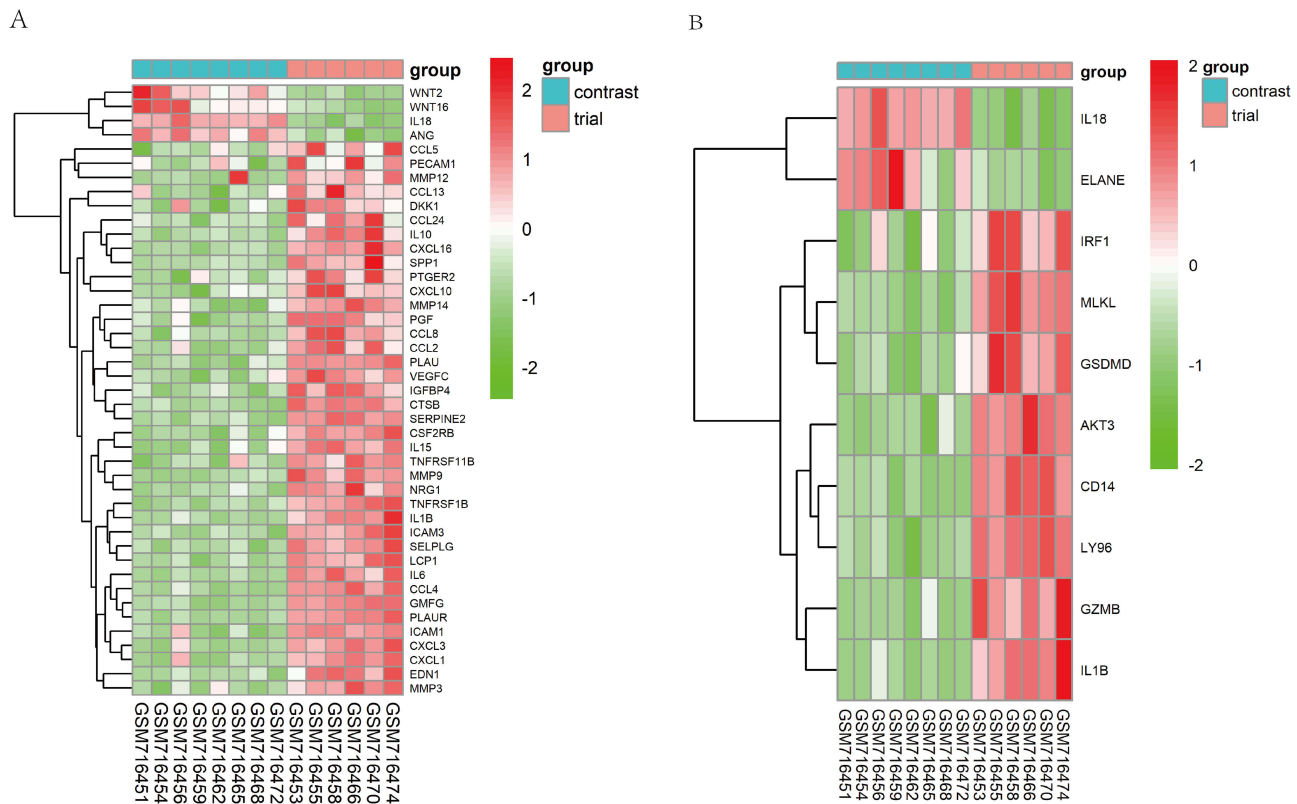 A
group
WNT2
WNT16
IL18
ANG
CCL5
PECAM1
MMP12
CCL13
DKK1
CCL24
IL10
CXCL16
SPP1
PTGER2
CXCL10
MMP14
PGF
CCL8
CCL2
PLAU
VEGFC
IGFBP4
CTSB
SERPINE2
CSF2RB
IL15
TNFRSF11B
MMP9
NRG1
TNFRSF1B
IL1B
ICAM3
SELPLG
LCP1
IL6
CCL4
GMFG
PLAUR
ICAM1
CXCL3
CXCL1
EDN1
MMP3
GSM716451
GSM716454
GSM716456
GSM716459
GSM716462
GSM716465
GSM716468
GSM716472
GSM716453
GSM716455
GSM716458
GSM716466
GSM716470
GSM716474
2
1
0
-1
-2
group
contrast
trial
B
group
IL18
ELANE
IRF1
MLKL
GSDMD
AKT3
CD14
LY96
GZMB
IL1B
GSM716451
GSM716454
GSM716456
GSM716459
GSM716462
GSM716465
GSM716468
GSM716472
GSM716453
GSM716455
GSM716458
GSM716466
GSM716470
GSM716474
2
1
0
-1
-2
group
contrast
trial